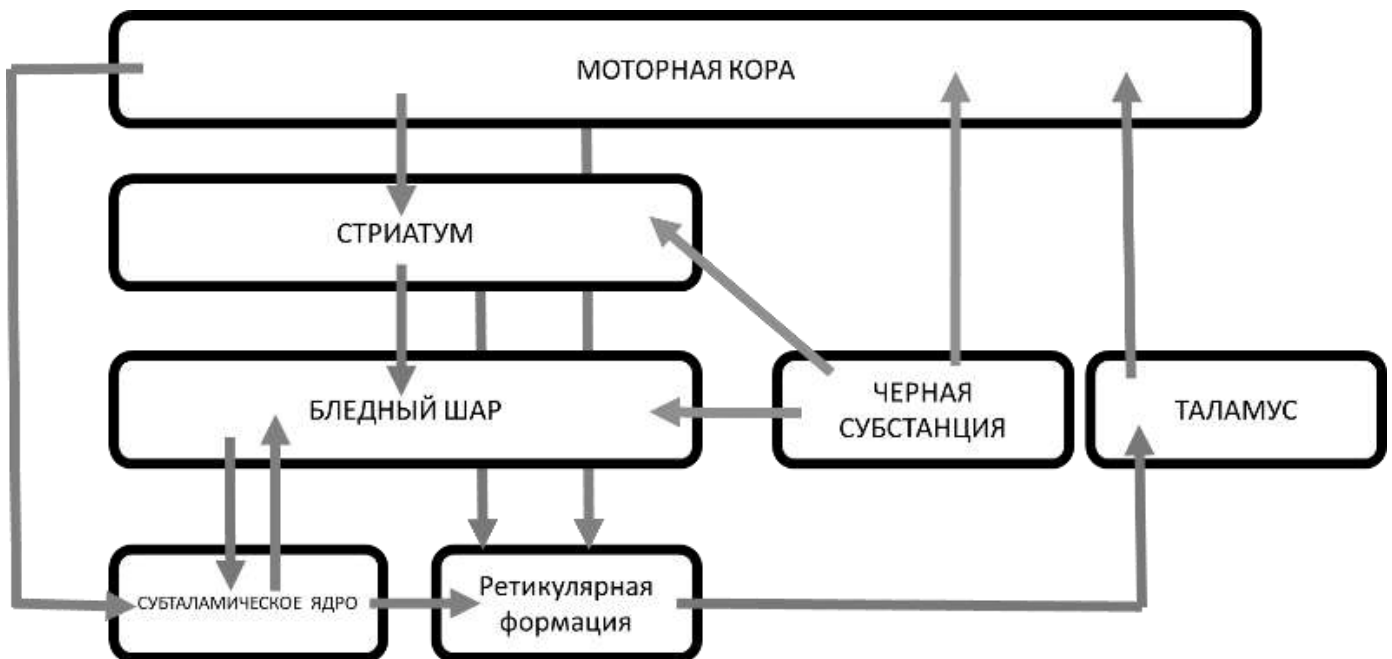 МОТОРНАЯ КОРА
СТРИАТУМ
БЛЕДНЫЙ ШАР
ЧЕРНАЯ
СУБСТАНЦИЯ
ТАЛАМУС
СУБТАЛАМИЧЕСКОЕ ЯДРО
Ретикулярная
формация